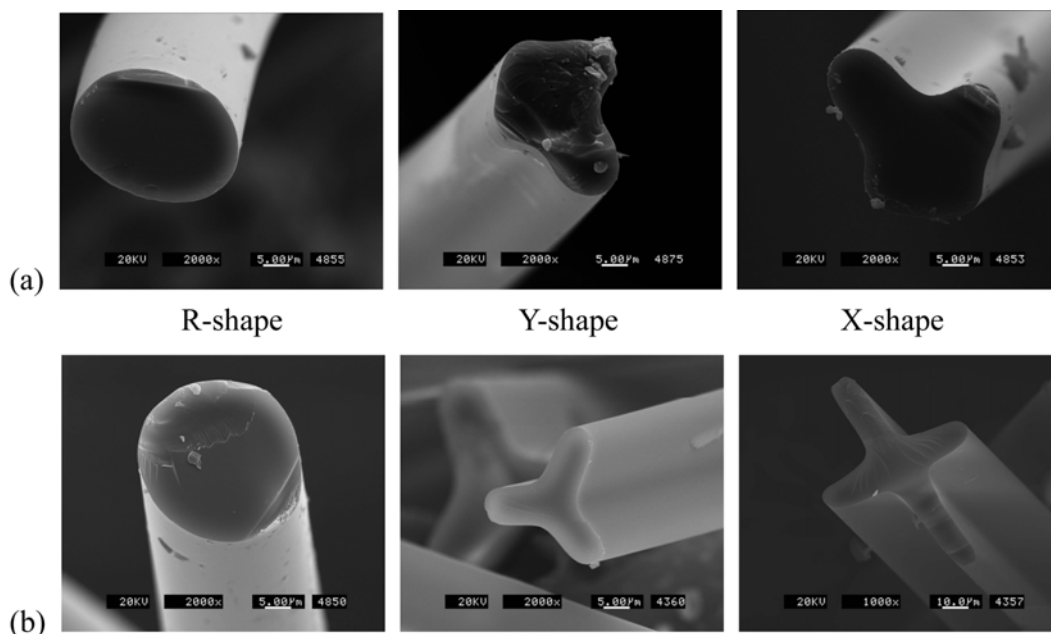 20KV 2000x 5.00µm 4855
20KV 2000x 5.00µm 4875
20KV 2000x 5.00µm 4853
(a)
R-shape Y-shape X-shape
20KV 2000x 5.00µm 4850
20KV 2000x 5.00µm 4360
20KV 1000x 10.0µm 4357
(b)